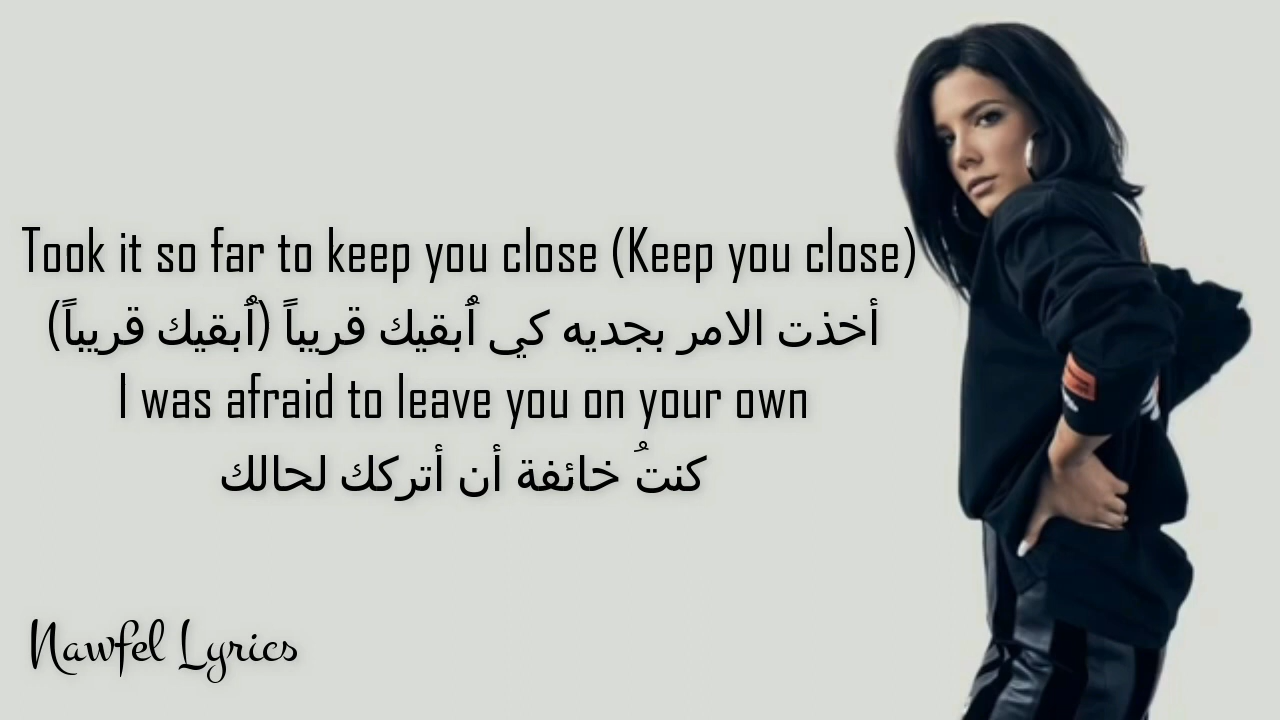 Took it so far to keep you close (Keep you close)
أخذت الامر بجديه كي أُبقيك قريباً (أُبقيك قريباً)
I was afraid to leave you on your own
كنتُ خائفة أن أتركك لحالك
Nawfel Lyrics